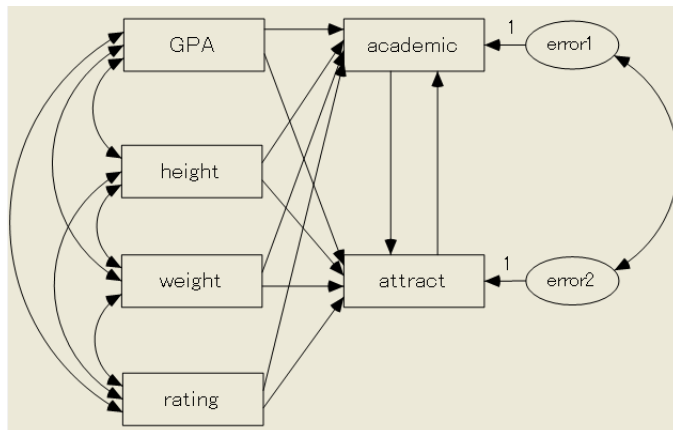 GPA
academic
1
error1
height
weight
attract
1
error2
rating